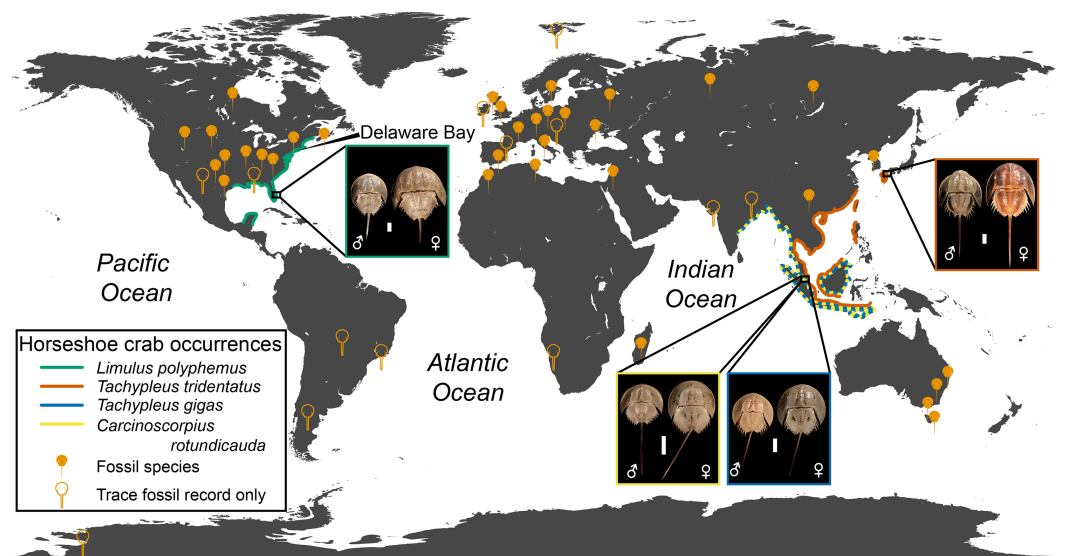 Delaware Bay
Pacific
Ocean
Indian
Ocean
Atlantic
Ocean
♂
♀
♂
♀
♂
♀
♂
♀
Horseshoe crab occurrences
Limulus polyphemus
Tachypleus tridentatus
Tachypleus gigas
Carcinoscorpius
rotundicauda
Fossil species
Trace fossil record only